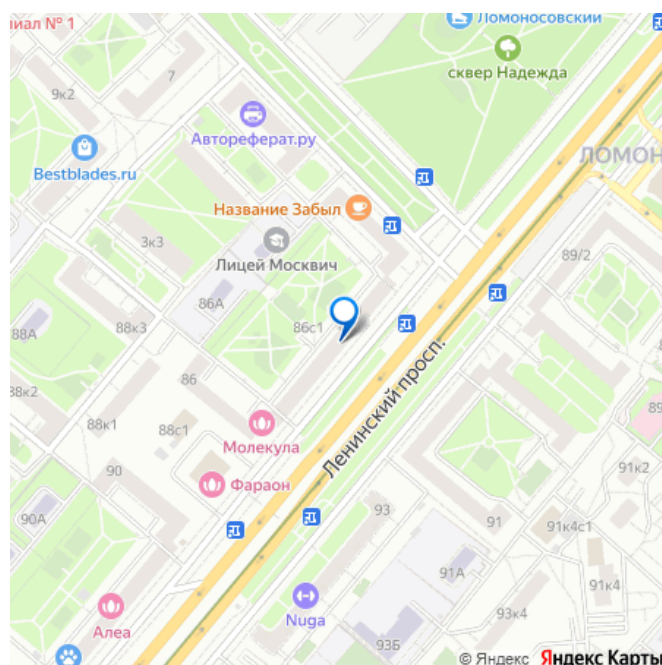 иал № 1
Ломоносовский
сквер Надежда
7
9к2
Автореферат.ру
Bestblades.ru
ЛОМОН
Название Забыл
3к3
Лицей Москвич
89/2
86А
86с1
88А
88к3
86
88к2
88к1
88с1
Молекула
Ленинский просп.
90
Фараон
91к2
90А
93
91
91к4с1
91А
91к4
Nuga
Алеа
93к4
93Б
© Яндекс Яндекс Карты